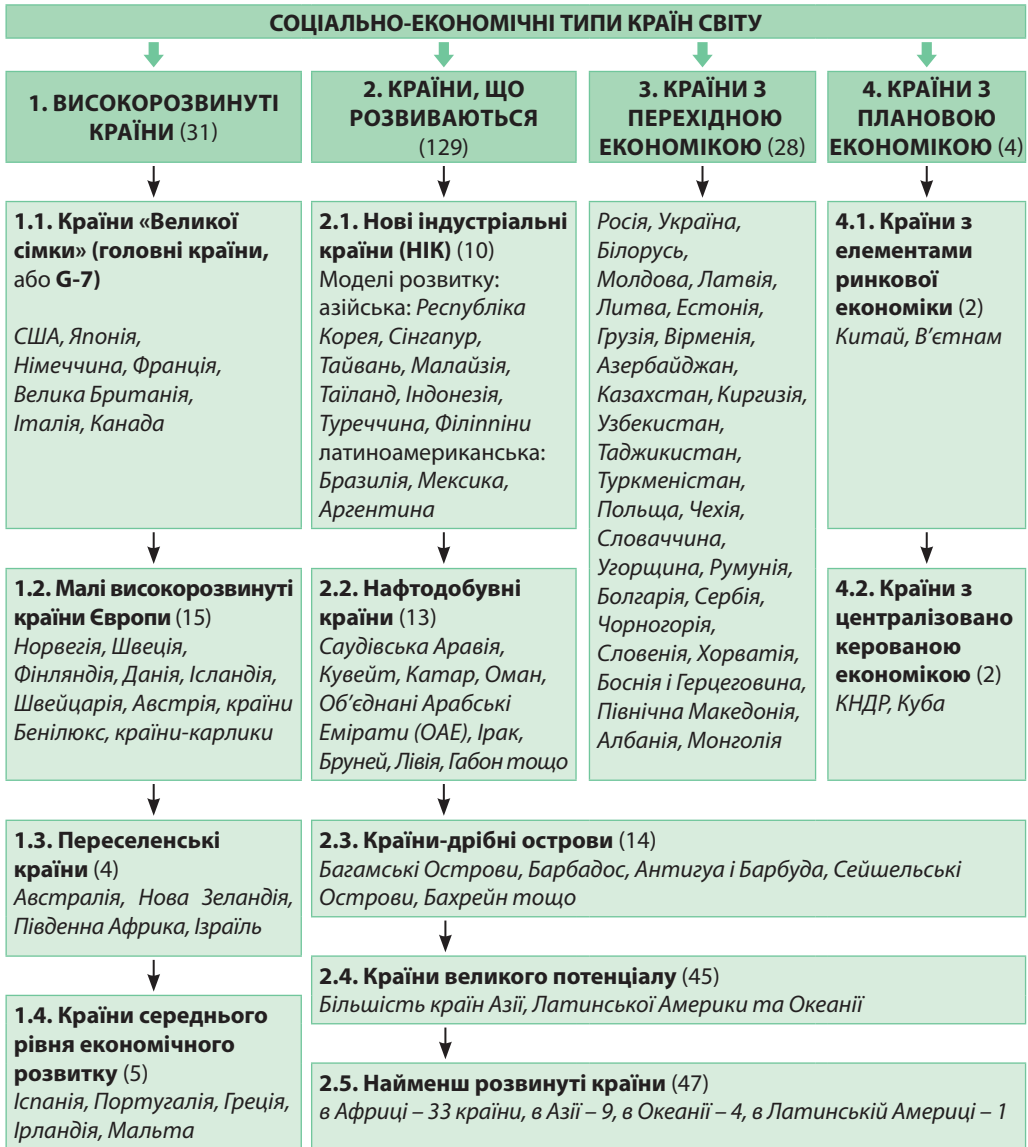 СОЦІАЛЬНО-ЕКОНОМІЧНІ ТИПИ КРАЇН СВІТУ
1. ВИСОКОРОЗВИНУТІ
КРАЇНИ (31)
2. КРАЇНИ, ЩО
РОЗВИВАЮТЬСЯ
(129)
3. КРАЇНИ З
ПЕРЕХІДНОЮ
ЕКОНОМІКОЮ (28)
4. КРАЇНИ З
ПЛАНОВОЮ
ЕКОНОМІКОЮ (4)
1.1. Країни «Великої
сімки» (головні країни,
або G-7)
США, Японія,
Німеччина, Франція,
Велика Британія,
Італія, Канада
1.2. Малі високорозвинуті
країни Європи (15)
Норвегія, Швеція,
Фінляндія, Данія, Ісландія,
Швейцарія, Австрія, країни
Бенілюкс, країни-карлики
1.3. Переселенські
країни (4)
Австралія, Нова Зеландія,
Південна Африка, Ізраїль
1.4. Країни середнього
рівня економічного
розвитку (5)
Іспанія, Португалія, Греція,
Ірландія, Мальта
2.1. Нові індустріальні
країни (НІК) (10)
Моделі розвитку:
азійська: Республіка
Корея, Сінгапур,
Тайвань, Малайзія,
Таїланд, Індонезія,
Туреччина, Філіппіни
латиноамериканська:
Бразилія, Мексика,
Аргентина
2.2. Нафтодобувні
країни (13)
Саудівська Аравія,
Кувейт, Катар, Оман,
Об’єднані Арабські
Емірати (ОАЕ), Ірак,
Бруней, Лівія, Габон тощо
2.3. Країни-дрібні острови (14)
Багамські Острови, Барбадос, Антигуа і Барбуда, Сейшельські
Острови, Бахрейн тощо
2.4. Країни великого потенціалу (45)
Більшість країн Азії, Латинської Америки та Океанії
2.5. Найменш розвинуті країни (47)
в Африці – 33 країни, в Азії – 9, в Океанії – 4, в Латинській Америці – 1
Росія, Україна,
Білорусь,
Молдова, Латвія,
Литва, Естонія,
Грузія, Вірменія,
Азербайджан,
Казахстан, Киргизія,
Узбекистан,
Таджикистан,
Туркменістан,
Польща, Чехія,
Словаччина,
Угорщина, Румунія,
Болгарія, Сербія,
Чорногорія,
Словенія, Хорватія,
Боснія і Герцеговина,
Північна Македонія,
Албанія, Монголія
4.1. Країни з
елементами
ринкової
економіки (2)
Китай, В’єтнам
4.2. Країни з
централізовано
керованою
економікою (2)
КНДР, Куба